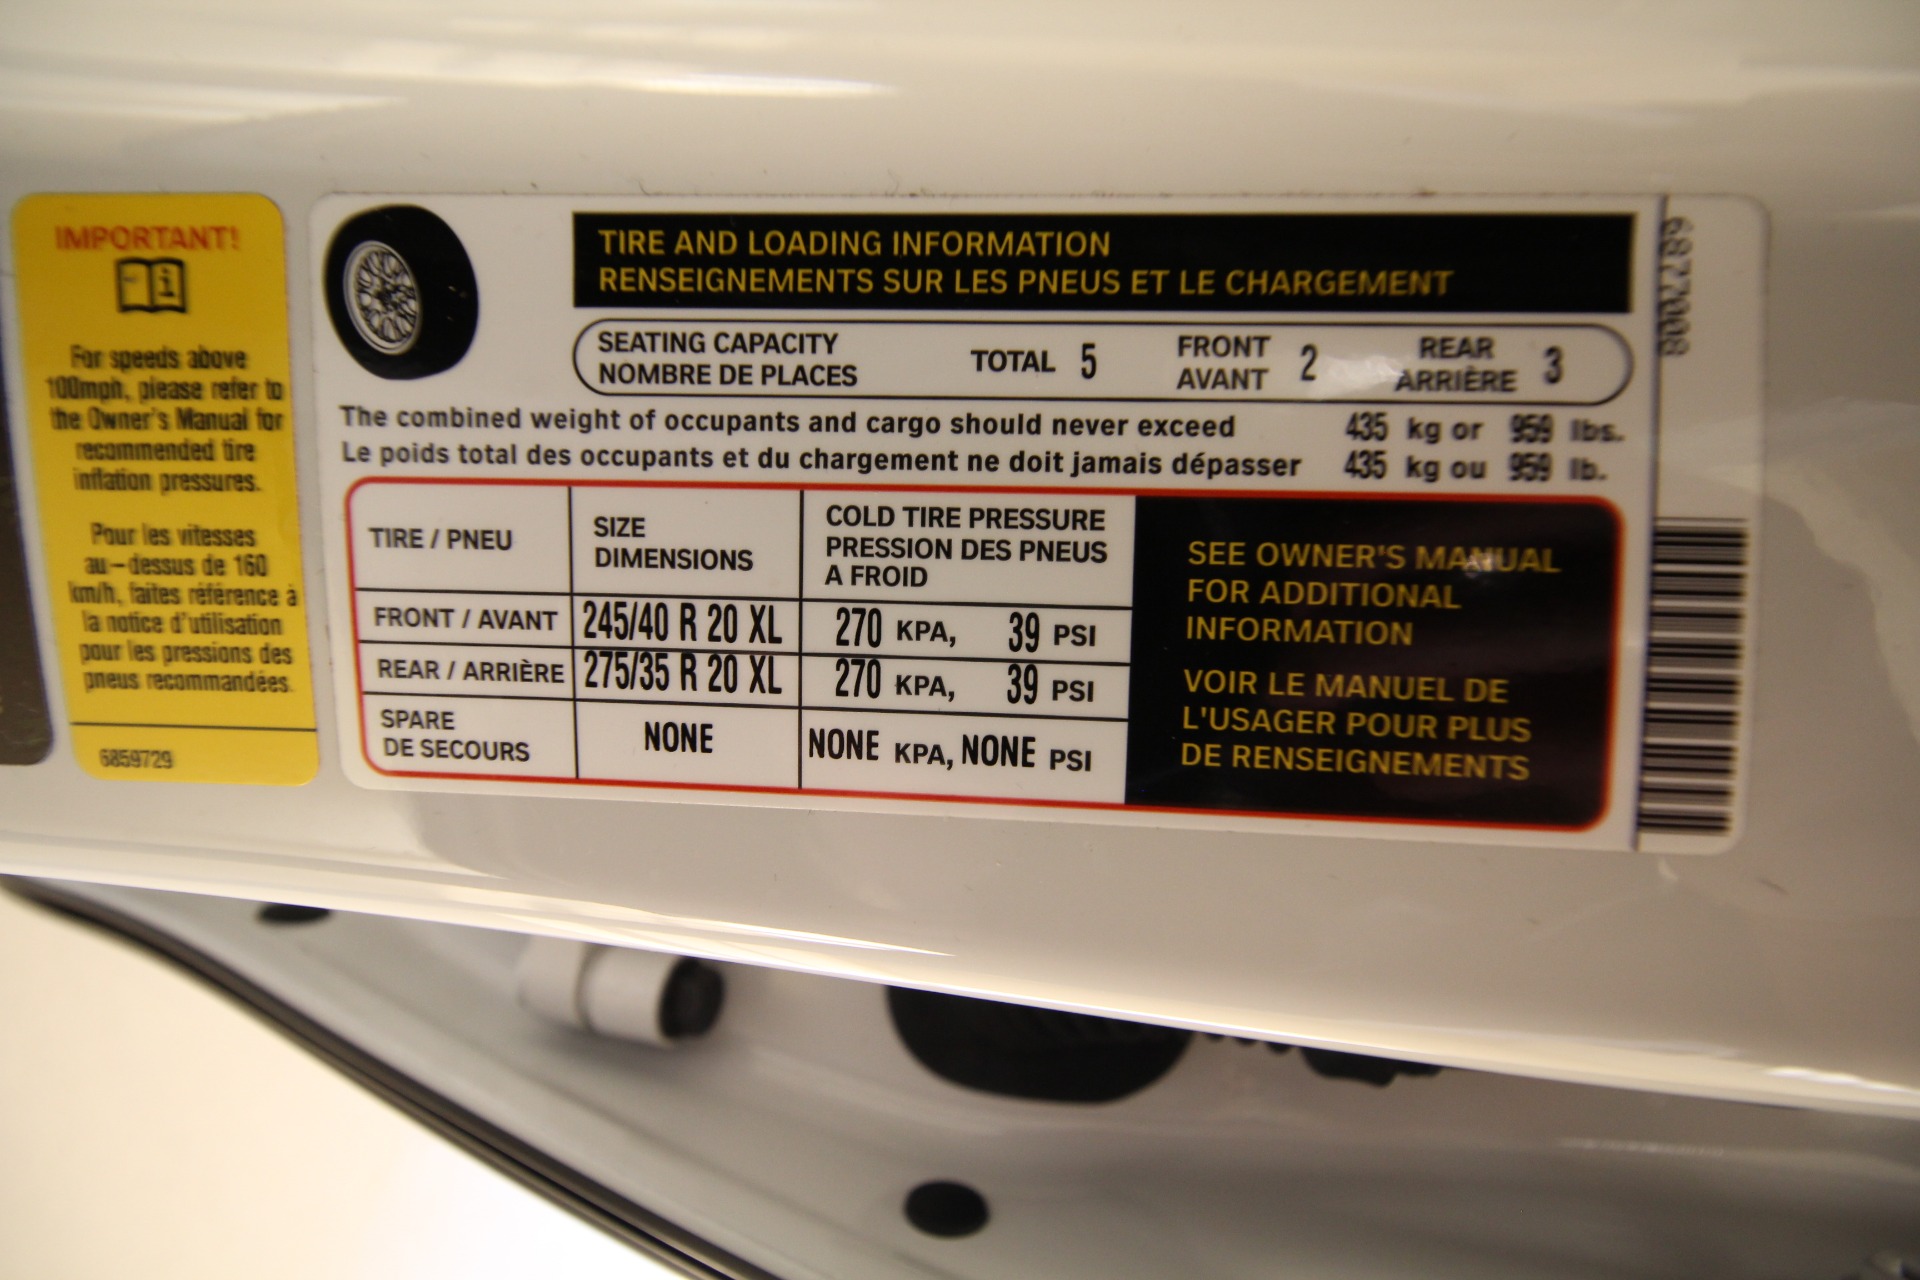 IMPORTANT!
For speeds above
100mph, please refer to
the Owner's Manual for
recommended tire
inflation pressures.
Pour les vitesses
au-dessus de 160
km/h, faites référence à
la notice d'utilisation
pour les pressions des
pneus recommandées.
6859729
TIRE AND LOADING INFORMATION
RENSEIGNEMENTS SUR LES PNEUS ET LE CHARGEMENT
SEATING CAPACITY
NOMBRE DE PLACES
TOTAL 5
FRONT
AVANT 2
REAR
ARRIÈRE 3
The combined weight of occupants and cargo should never exceed 435 kg or 959 lbs.
Le poids total des occupants et du chargement ne doit jamais dépasser 435 kg ou 959 lb.
TIRE / PNEU
SIZE
DIMENSIONS
COLD TIRE PRESSURE
PRESSION DES PNEUS
A FROID
FRONT / AVANT 245/40 R 20 XL 270 KPA, 39 PSI
REAR / ARRIÈRE 275/35 R 20 XL 270 KPA, 39 PSI
SPARE
DE SECOURS
NONE NONE KPA, NONE PSI
SEE OWNER'S MANUAL
FOR ADDITIONAL
INFORMATION
VOIR LE MANUEL DE
L'USAGER POUR PLUS
DE RENSEIGNEMENTS